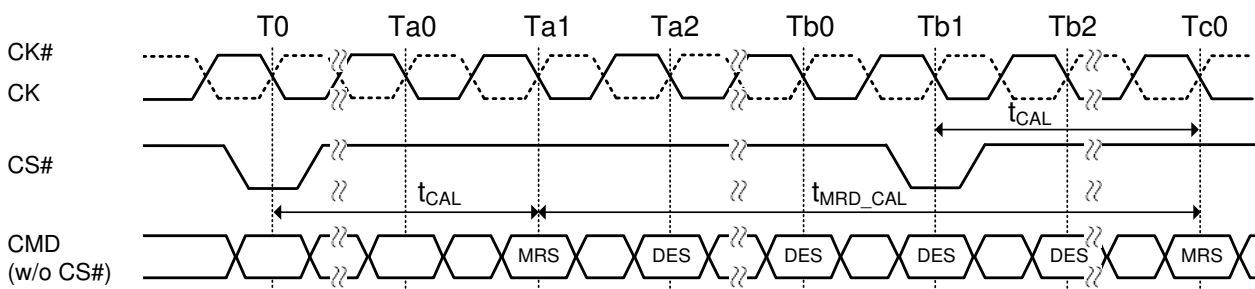 T0 Ta0 Ta1 Ta2 Tb0 Tb1 Tb2 Tc0
CK#
CK
tCAL
CS#
tCAL tMRD_CAL
CMD MRS DES DES DES DES MRS
(w/o CS#)